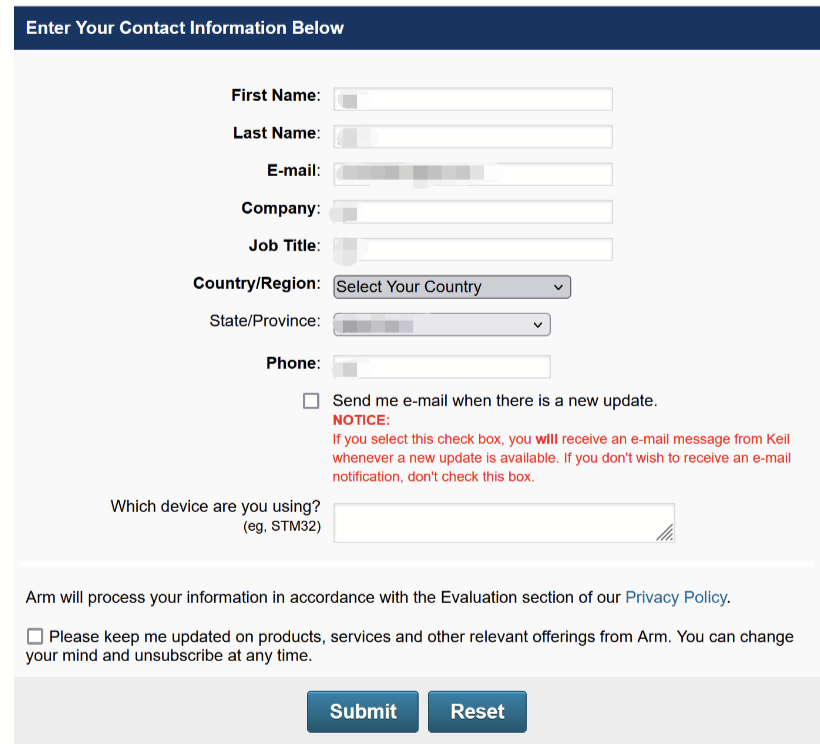 Enter Your Contact Information Below
First Name:
Last Name:
E-mail:
Company:
Job Title:
Country/Region: Select Your Country
State/Province:
Phone:
Send me e-mail when there is a new update.
NOTICE:
If you select this check box, you will receive an e-mail message from Keil
whenever a new update is available. If you don't wish to receive an e-mail
notification, don't check this box.
Which device are you using?
(eg, STM32)
Arm will process your information in accordance with the Evaluation section of our Privacy Policy.
Please keep me updated on products, services and other relevant offerings from Arm. You can change
your mind and unsubscribe at any time.
Submit Reset